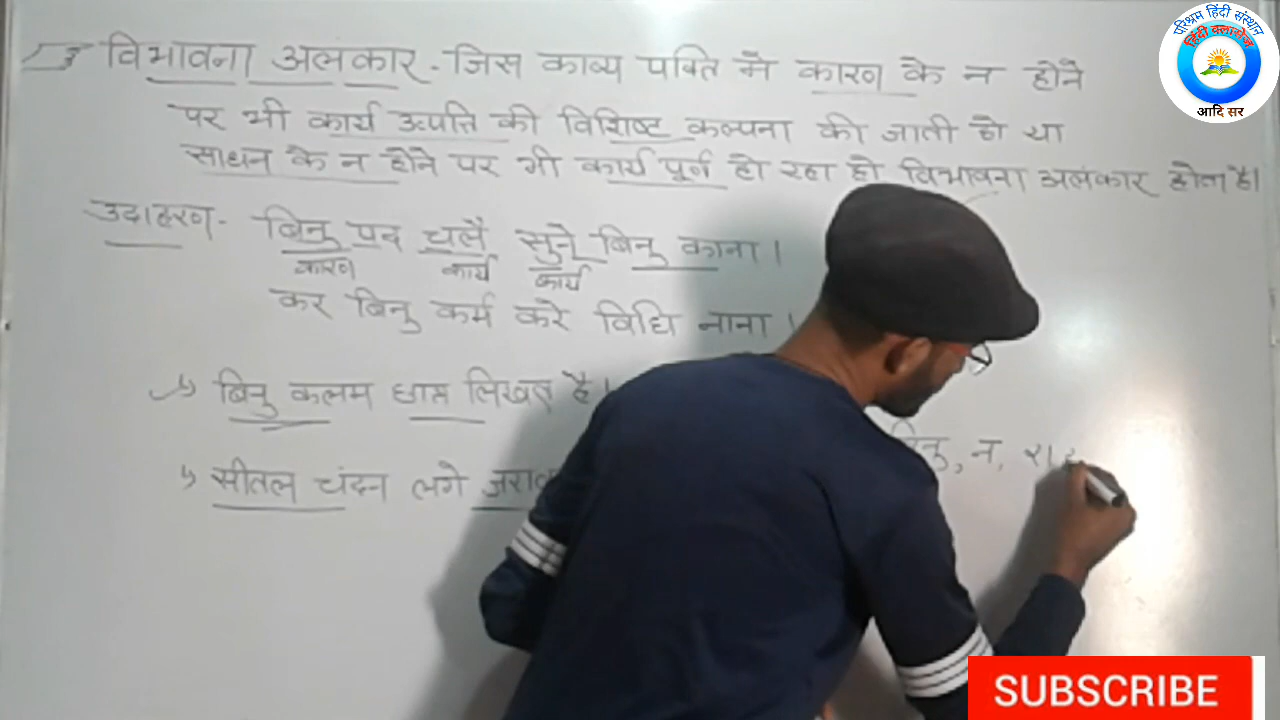 विभावना अलंकार - जिस काव्य पंक्ति में कारण के न होने
पर भी कार्य उत्पत्ति की विशिष्ट कल्पना की जाती हो या
साधन के न होने पर भी कार्य पूर्ण हो रहा हो विभावना अलंकार होता है।
उदाहरण - बिनु पद चलै सुने बिनु काना।
कारण कार्य कार्य
कर बिनु कर्म करे विधि नाना।
बिनु कलम लिखत है।
बिनु, न,
सीतल चंदन लगे
परिश्रम हिंदी संस्थान
हिंदी क्लासेज
आदि सर
SUBSCRIBE